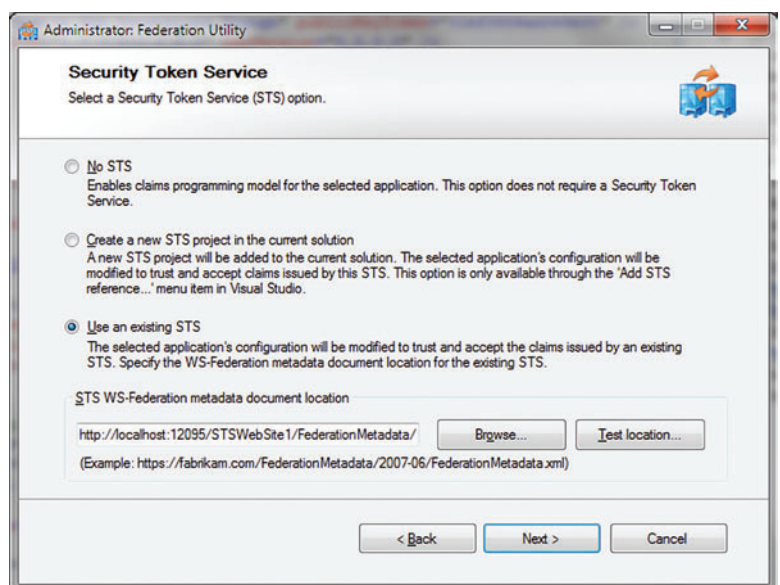 Administrator: Federation Utility
Security Token Service
Select a Security Token Service (STS) option.
No STS
Enables claims programming model for the selected application. This option does not require a Security Token
Service.
Create a new STS project in the current solution
A new STS project will be added to the current solution. The selected application's configuration will be
modified to trust and accept claims issued by this STS. This option is only available through the 'Add STS
reference...' menu item in Visual Studio.
Use an existing STS
The selected application's configuration will be modified to trust and accept the claims issued by an existing
STS. Specify the WS-Federation metadata document location for the existing STS.
STS WS-Federation metadata document location
http://localhost:12095/STSWebSite1/FederationMetadata/
Browse...
Test location...
(Example: https://fabrikam.com/FederationMetadata/2007-06/FederationMetadata.xml)
< Back
Next >
Cancel